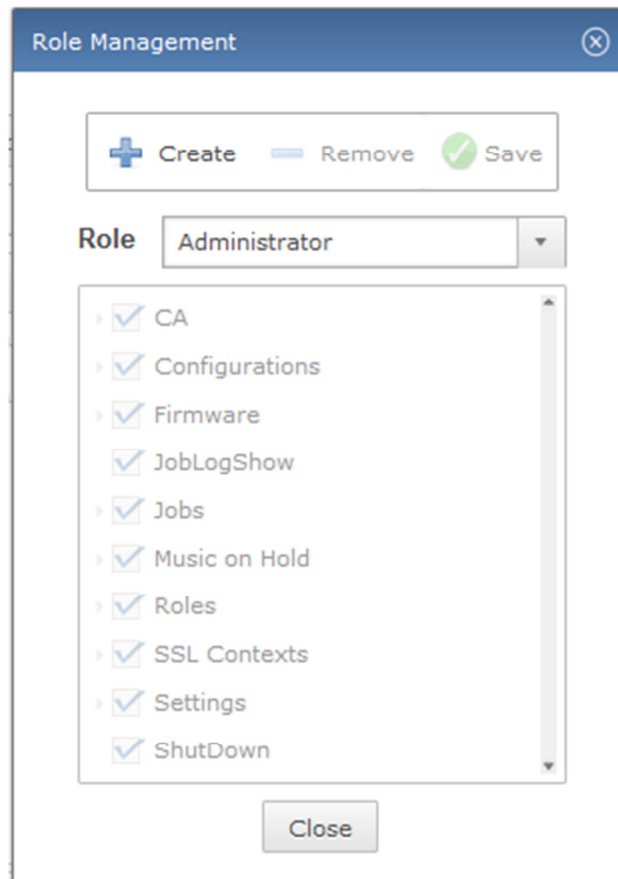 Role Management
Create Remove Save
Role Administrator
CA
Configurations
Firmware
JobLogShow
Jobs
Music on Hold
Roles
SSL Contexts
Settings
ShutDown
Close